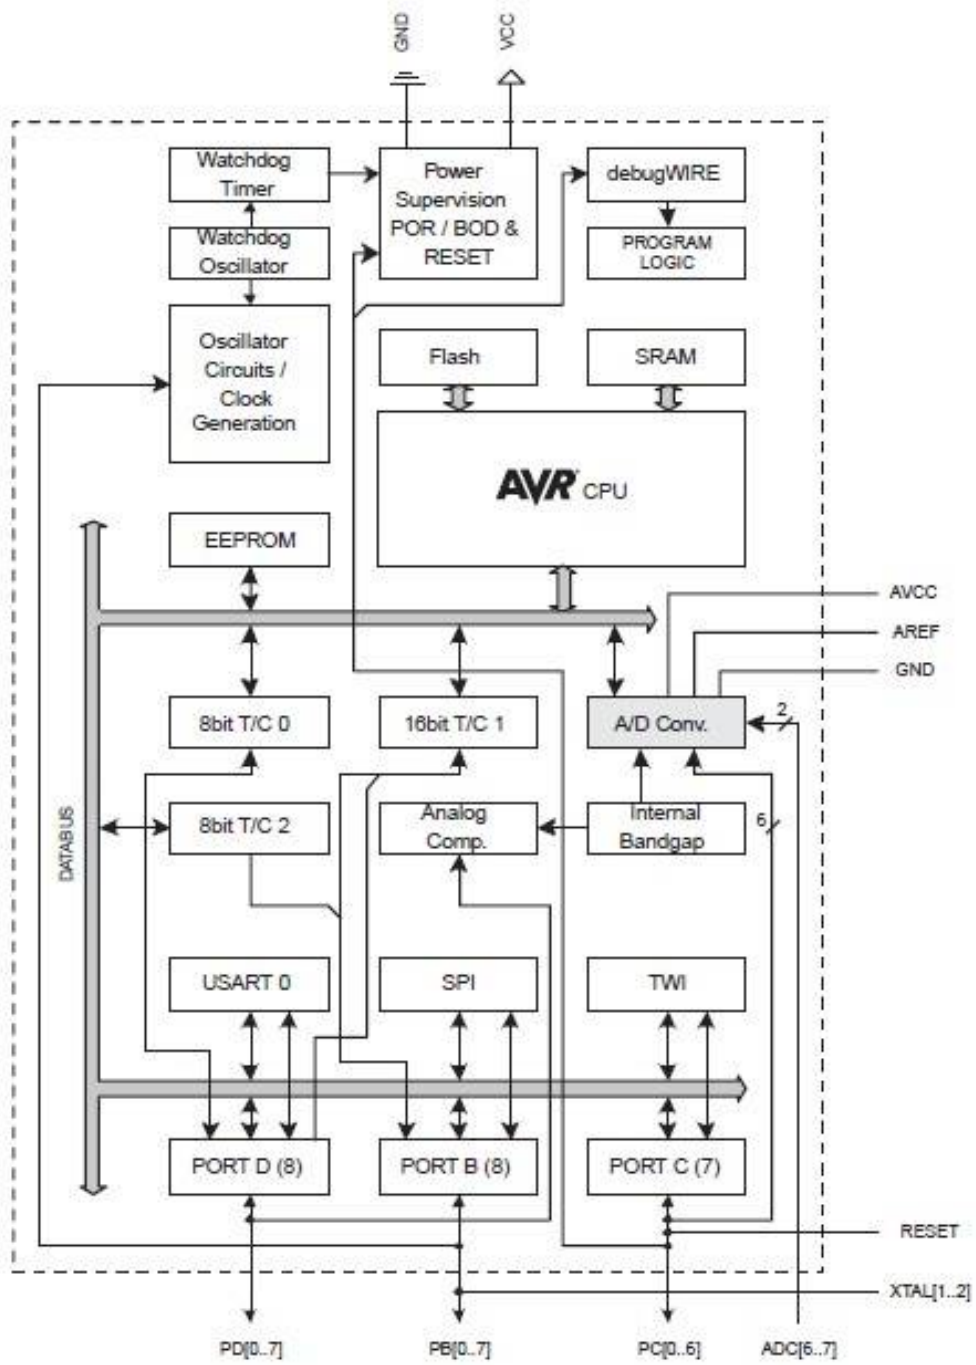 GND
VCC
Watchdog
Timer
Power
Supervision
POR / BOD &
RESET
debugWIRE
Watchdog
Oscillator
PROGRAM
LOGIC
Oscillator
Circuits /
Clock
Generation
Flash
SRAM
AVR CPU
EEPROM
AVCC
AREF
GND
8bit T/C 0
16bit T/C 1
A/D Conv.
2
DATABUS
8bit T/C 2
Analog
Comp.
Internal
Bandgap
6
USART 0
SPI
TWI
PORT D (8)
PORT B (8)
PORT C (7)
RESET
XTAL[1..2]
PD[0..7]
PB[0..7]
PC[0..6]
ADC[6..7]